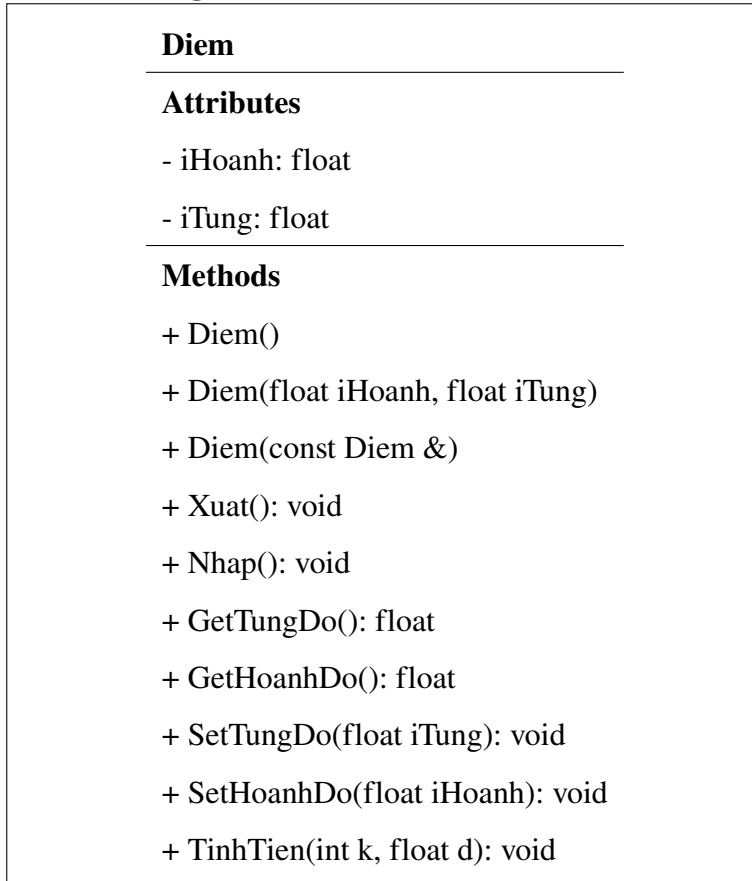 Diem
Attributes
- iHoanh: float
- iTung: float
Methods
+ Diem()
+ Diem(float iHoanh, float iTung)
+ Diem(const Diem &)
+ Xuat(): void
+ Nhap(): void
+ GetTungDo(): float
+ GetHoanhDo(): float
+ SetTungDo(float iTung): void
+ SetHoanhDo(float iHoanh): void
+ TinhTien(int k, float d): void